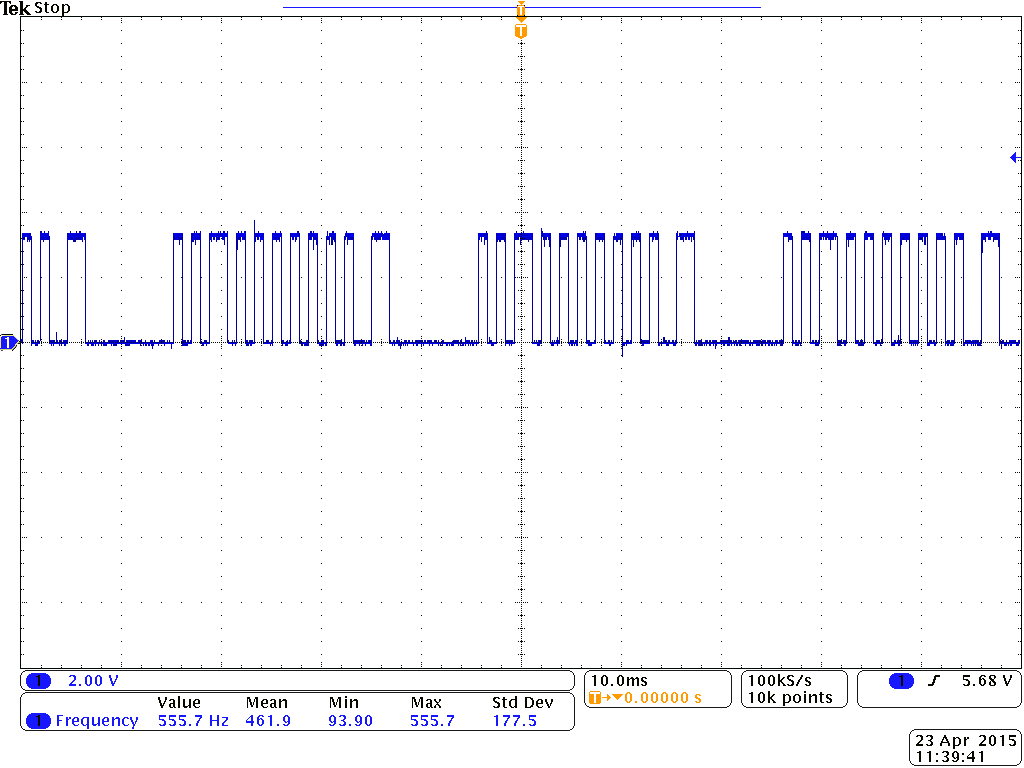 Tek Stop
T
T
1
1 2.00 V
10.0ms
T→▼0.00000 s
100kS/s
10k points
1 5.68 V
Value Mean Min Max Std Dev
1 Frequency 555.7 Hz 461.9 93.90 555.7 177.5
23 Apr 2015
11:39:41